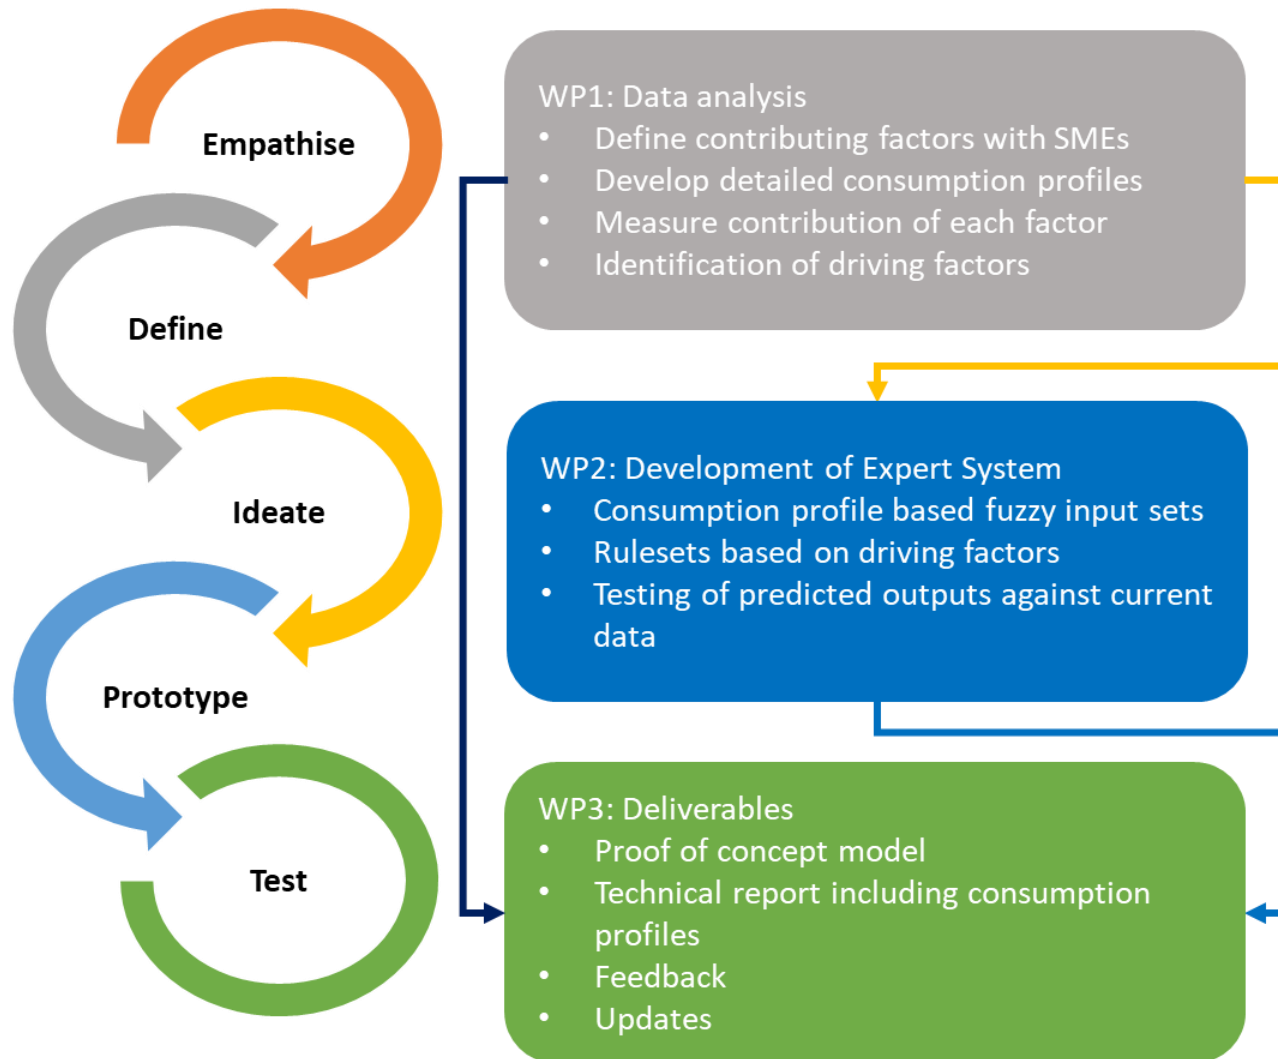 Empathise
Define
Ideate
Prototype
Test
WP1: Data analysis
• Define contributing factors with SMEs
• Develop detailed consumption profiles
• Measure contribution of each factor
• Identification of driving factors
WP2: Development of Expert System
• Consumption profile based fuzzy input sets
• Rulesets based on driving factors
• Testing of predicted outputs against current
data
WP3: Deliverables
• Proof of concept model
• Technical report including consumption
profiles
• Feedback
• Updates